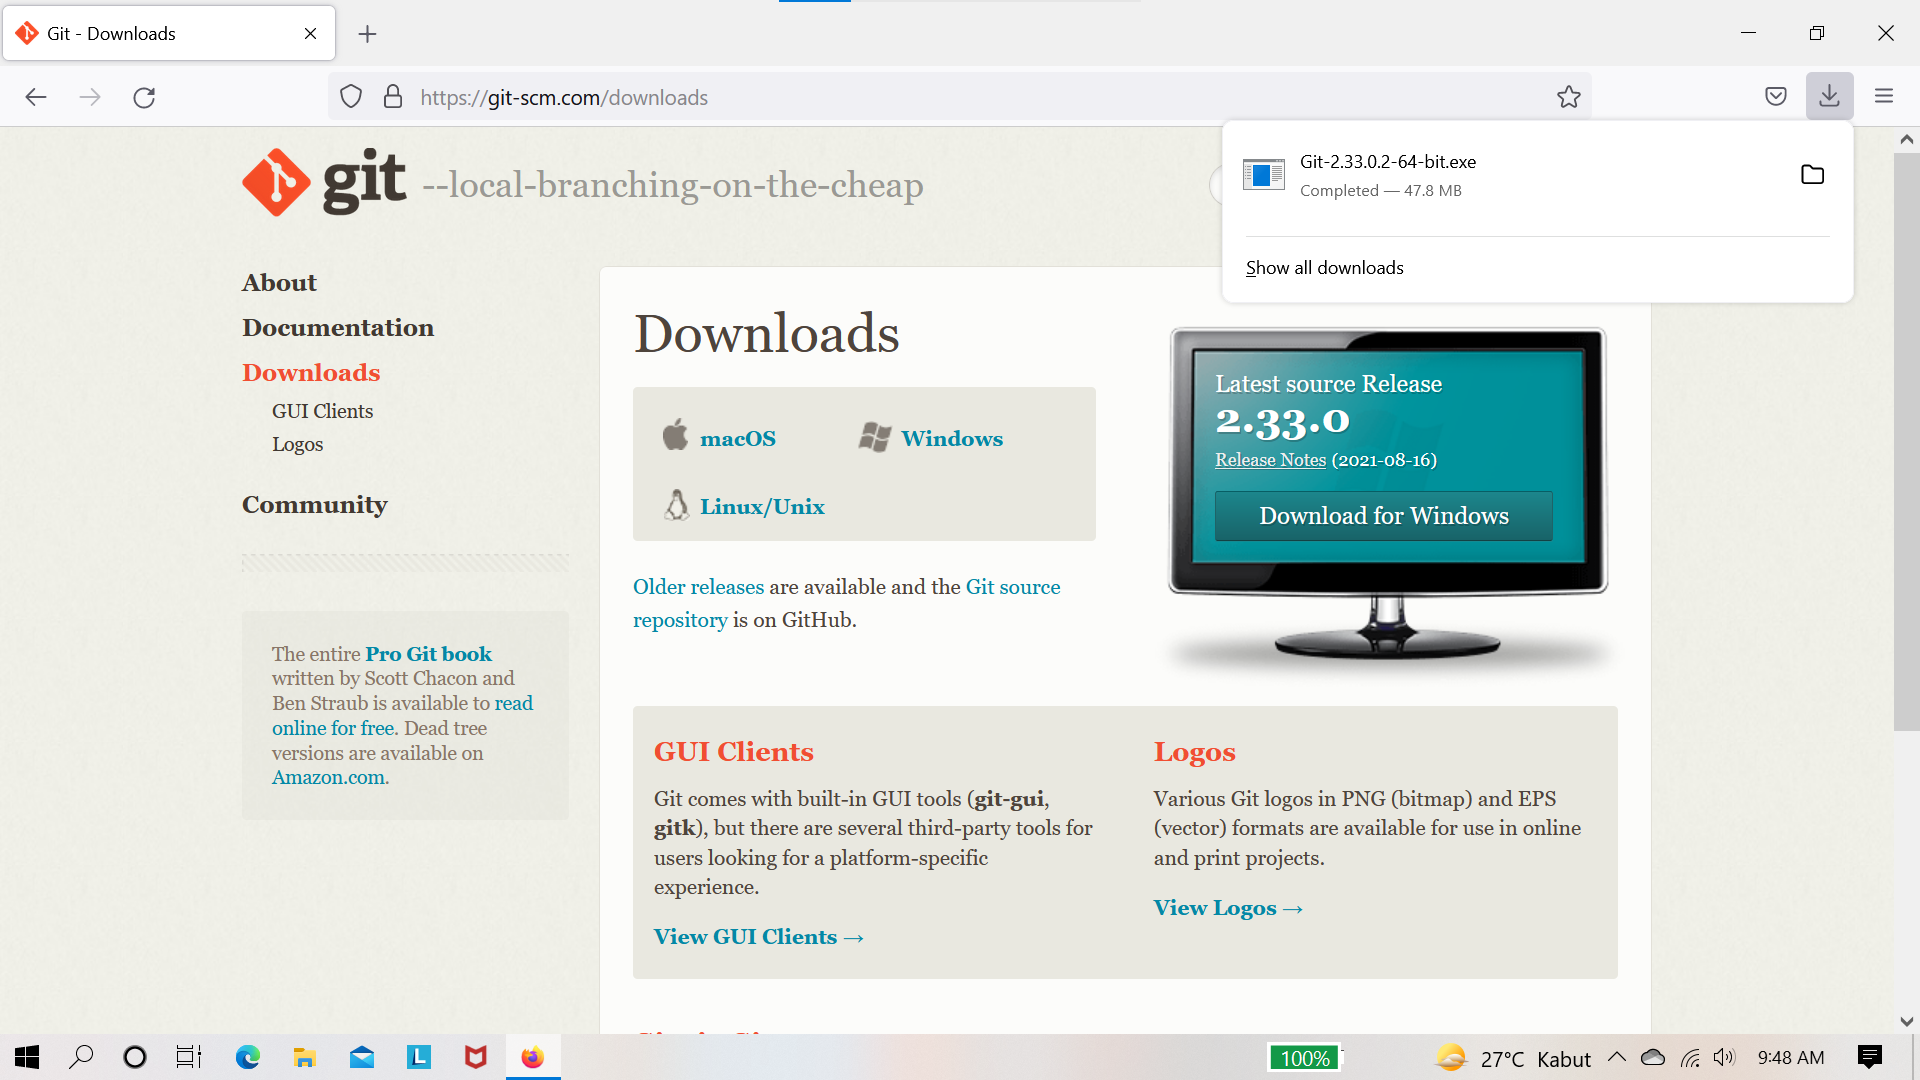 Git - Downloads
https://git-scm.com/downloads
Git-2.33.0.2-64-bit.exe
Completed — 47.8 MB
Show all downloads
git --local-branching-on-the-cheap
About
Documentation
Downloads
GUI Clients
Logos
Community
The entire Pro Git book
written by Scott Chacon and
Ben Straub is available to read
online for free. Dead tree
versions are available on
Amazon.com.
Downloads
macOS
Windows
Linux/Unix
Older releases are available and the Git source
repository is on GitHub.
Latest source Release
2.33.0
Release Notes (2021-08-16)
Download for Windows
GUI Clients
Git comes with built-in GUI tools (git-gui,
gitk), but there are several third-party tools for
users looking for a platform-specific
experience.
View GUI Clients →
Logos
Various Git logos in PNG (bitmap) and EPS
(vector) formats are available for use in online
and print projects.
View Logos →
L
100%
27°C Kabut
9:48 AM